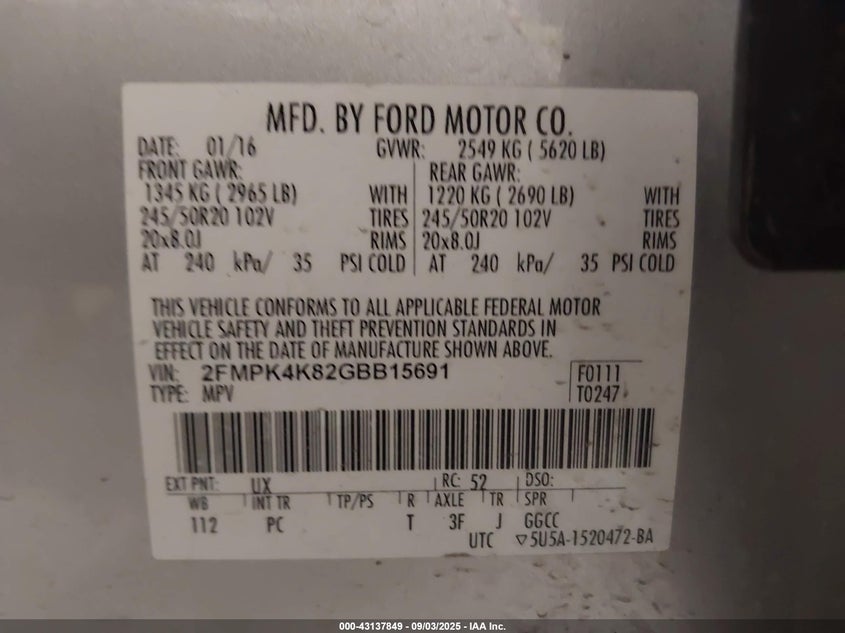 MFD. BY FORD MOTOR CO.
DATE: 01/16 GVWR: 2549 KG ( 5620 LB)
FRONT GAWR: REAR GAWR:
1345 KG ( 2965 LB) WITH 1220 KG ( 2690 LB) WITH
245/50R20 102V TIRES 245/50R20 102V TIRES
20x8.0J RIMS 20x8.0J RIMS
AT 240 kPa/ 35 PSI COLD AT 240 kPa/ 35 PSI COLD
THIS VEHICLE CONFORMS TO ALL APPLICABLE FEDERAL MOTOR
VEHICLE SAFETY AND THEFT PREVENTION STANDARDS IN
EFFECT ON THE DATE OF MANUFACTURE SHOWN ABOVE.
VIN: 2FMPK4K82GBB15691 F0111
TYPE: MPV T0247
EXT PNT: UX RC: 52 DSO:
WB INT TR TP/PS R AXLE TR SPR
112 PC T 3F J GGCC
UTC ▽5U5A-1520472-BA
000-43137849 - 09/03/2025 - IAA Inc.